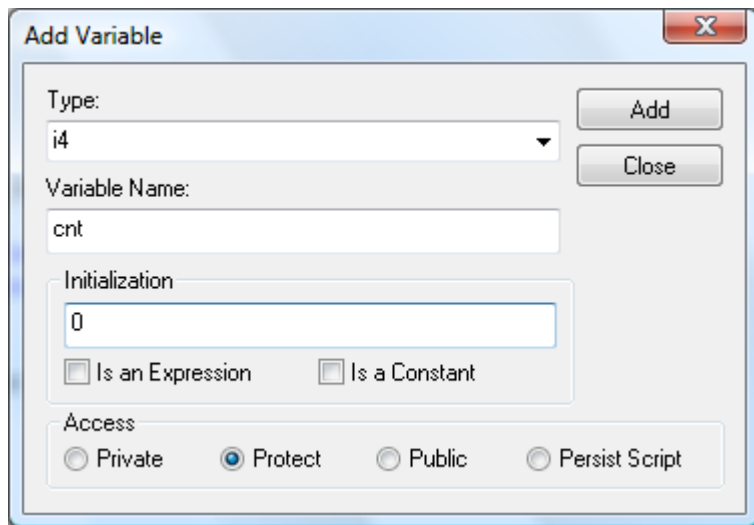 Add Variable
Type:
Add
i4
Close
Variable Name:
cnt
Initialization
0
Is an Expression Is a Constant
Access
Private Protect Public Persist Script